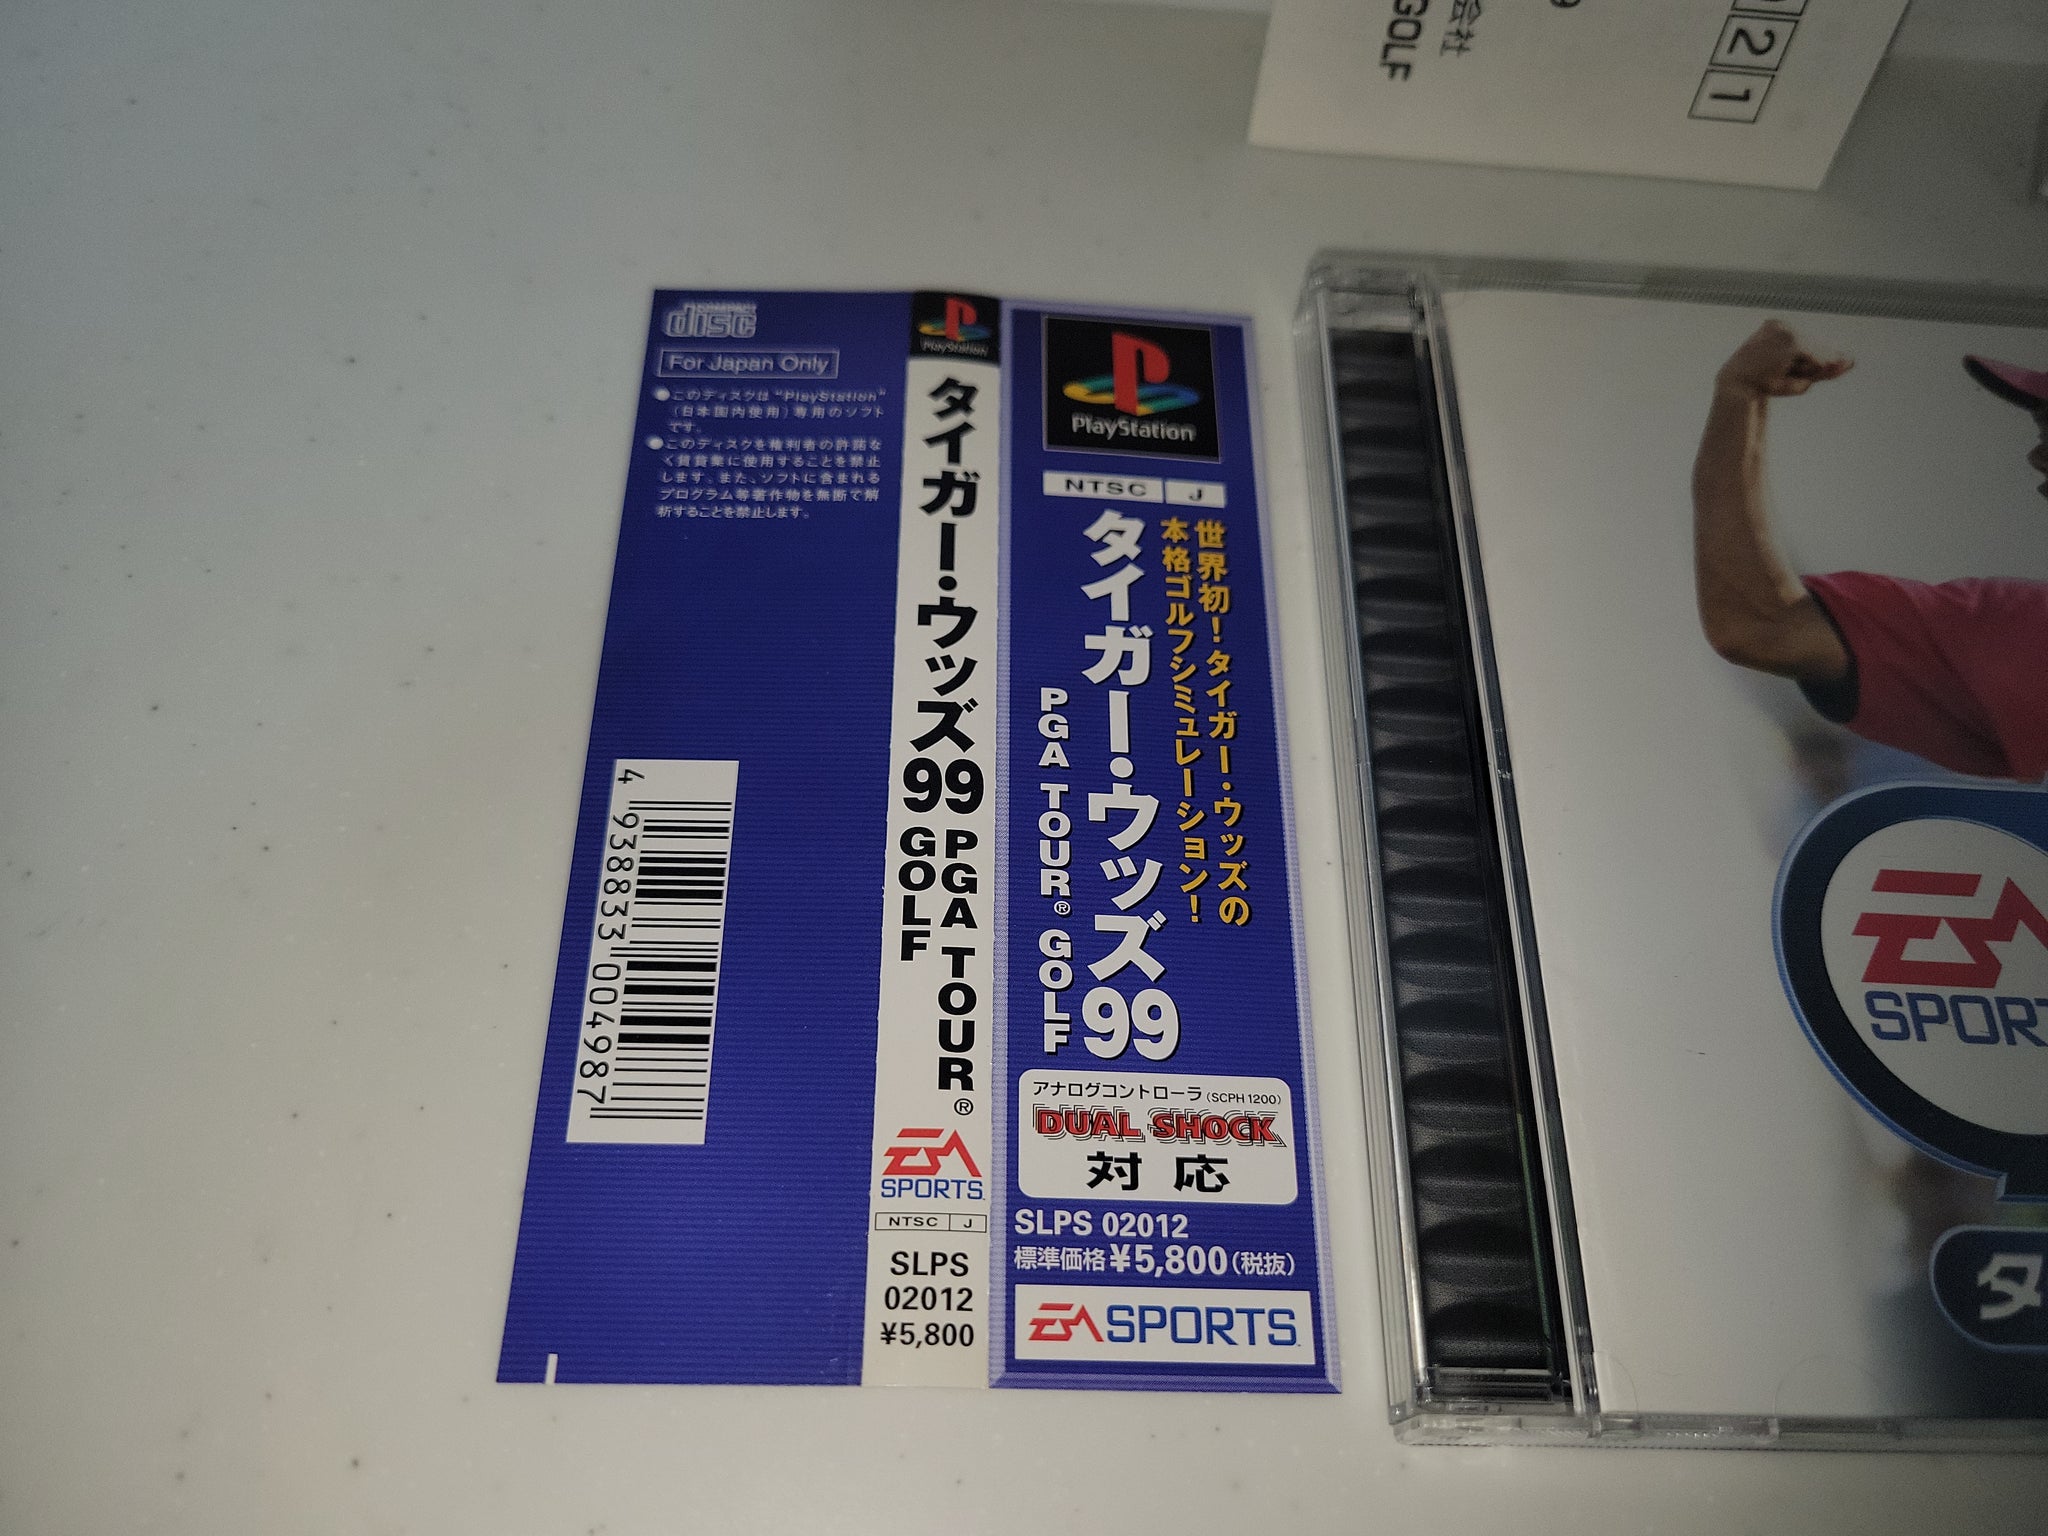 COMPACT
disc
For Japan Only
●このディスクは“PlayStation”
(日本国内使用)専用のソフト
です。
●このディスクを権利者の許諾な
く賃貸業に使用することを禁止
します。また、ソフトに含まれる
プログラム等著作物を無断で解
析することを禁止します。
4 938833 004987
PlayStation
タイガー・ウッズ99
PGA TOUR®
GOLF
EA
SPORTS
NTSC J
SLPS
02012
¥5,800
PlayStation
NTSC J
世界初!タイガー・ウッズの
本格ゴルフシミュレーション!
タイガー・ウッズ99
PGA TOUR® GOLF
アナログコントローラ(SCPH 1200)
DUAL SHOCK
対応
SLPS 02012
標準価格¥5,800(税抜)
EA SPORTS
会社
GOLF
2 1
EA
SPORT
タ